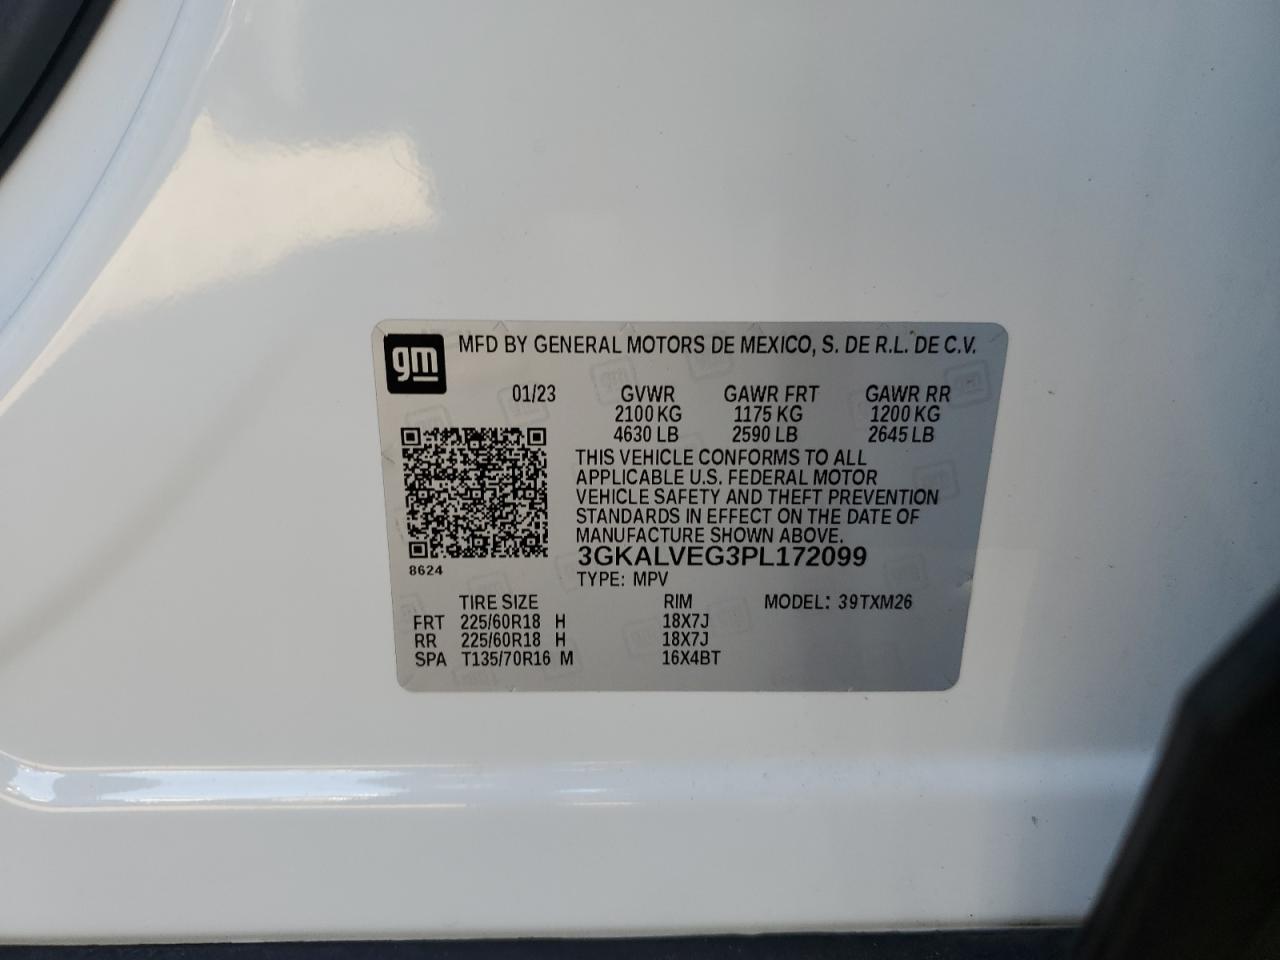 gm
MFD BY GENERAL MOTORS DE MEXICO, S. DE R.L. DE C.V.
01/23 GVWR GAWR FRT GAWR RR
2100 KG 1175 KG 1200 KG
4630 LB 2590 LB 2645 LB
THIS VEHICLE CONFORMS TO ALL
APPLICABLE U.S. FEDERAL MOTOR
VEHICLE SAFETY AND THEFT PREVENTION
STANDARDS IN EFFECT ON THE DATE OF
MANUFACTURE SHOWN ABOVE.
3GKALVEG3PL172099
8624
TYPE: MPV
TIRE SIZE RIM MODEL: 39TXM26
FRT 225/60R18 H 18X7J
RR 225/60R18 H 18X7J
SPA T135/70R16 M 16X4BT